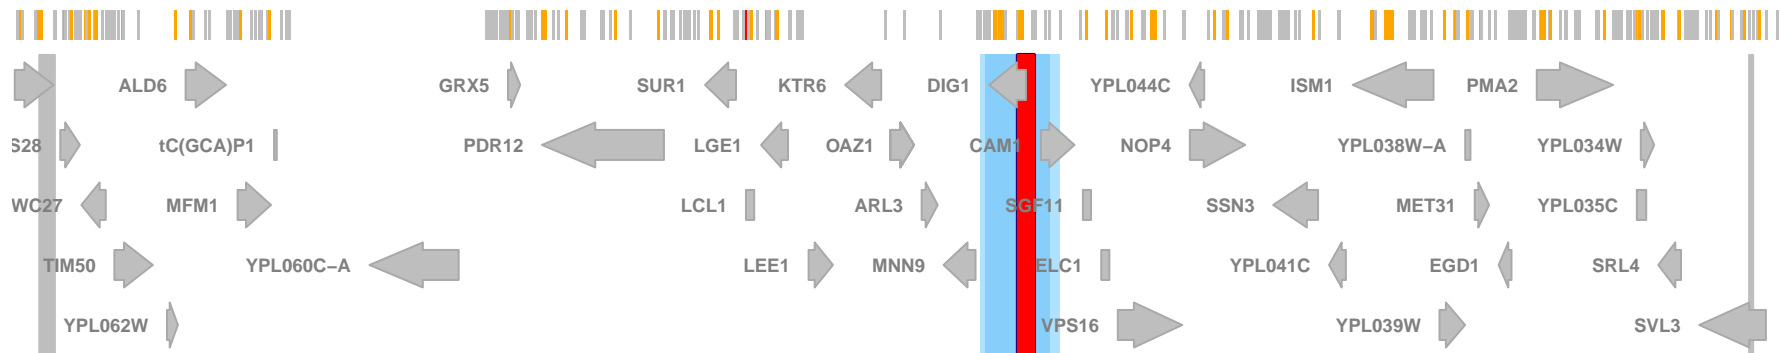 ALD6 GRX5 SUR1 KTR6 DIG1 YPL044C ISM1 PMA2
S28 tC(GCA)P1 PDR12 LGE1 OAZ1 CAM1 NOP4 YPL038W−A YPL034W
WC27 MFM1 LCL1 ARL3 SGF11 SSN3 MET31 YPL035C
TIM50 YPL060C−A LEE1 MNN9 ELC1 YPL041C EGD1 SRL4
YPL062W VPS16 YPL039W SVL3